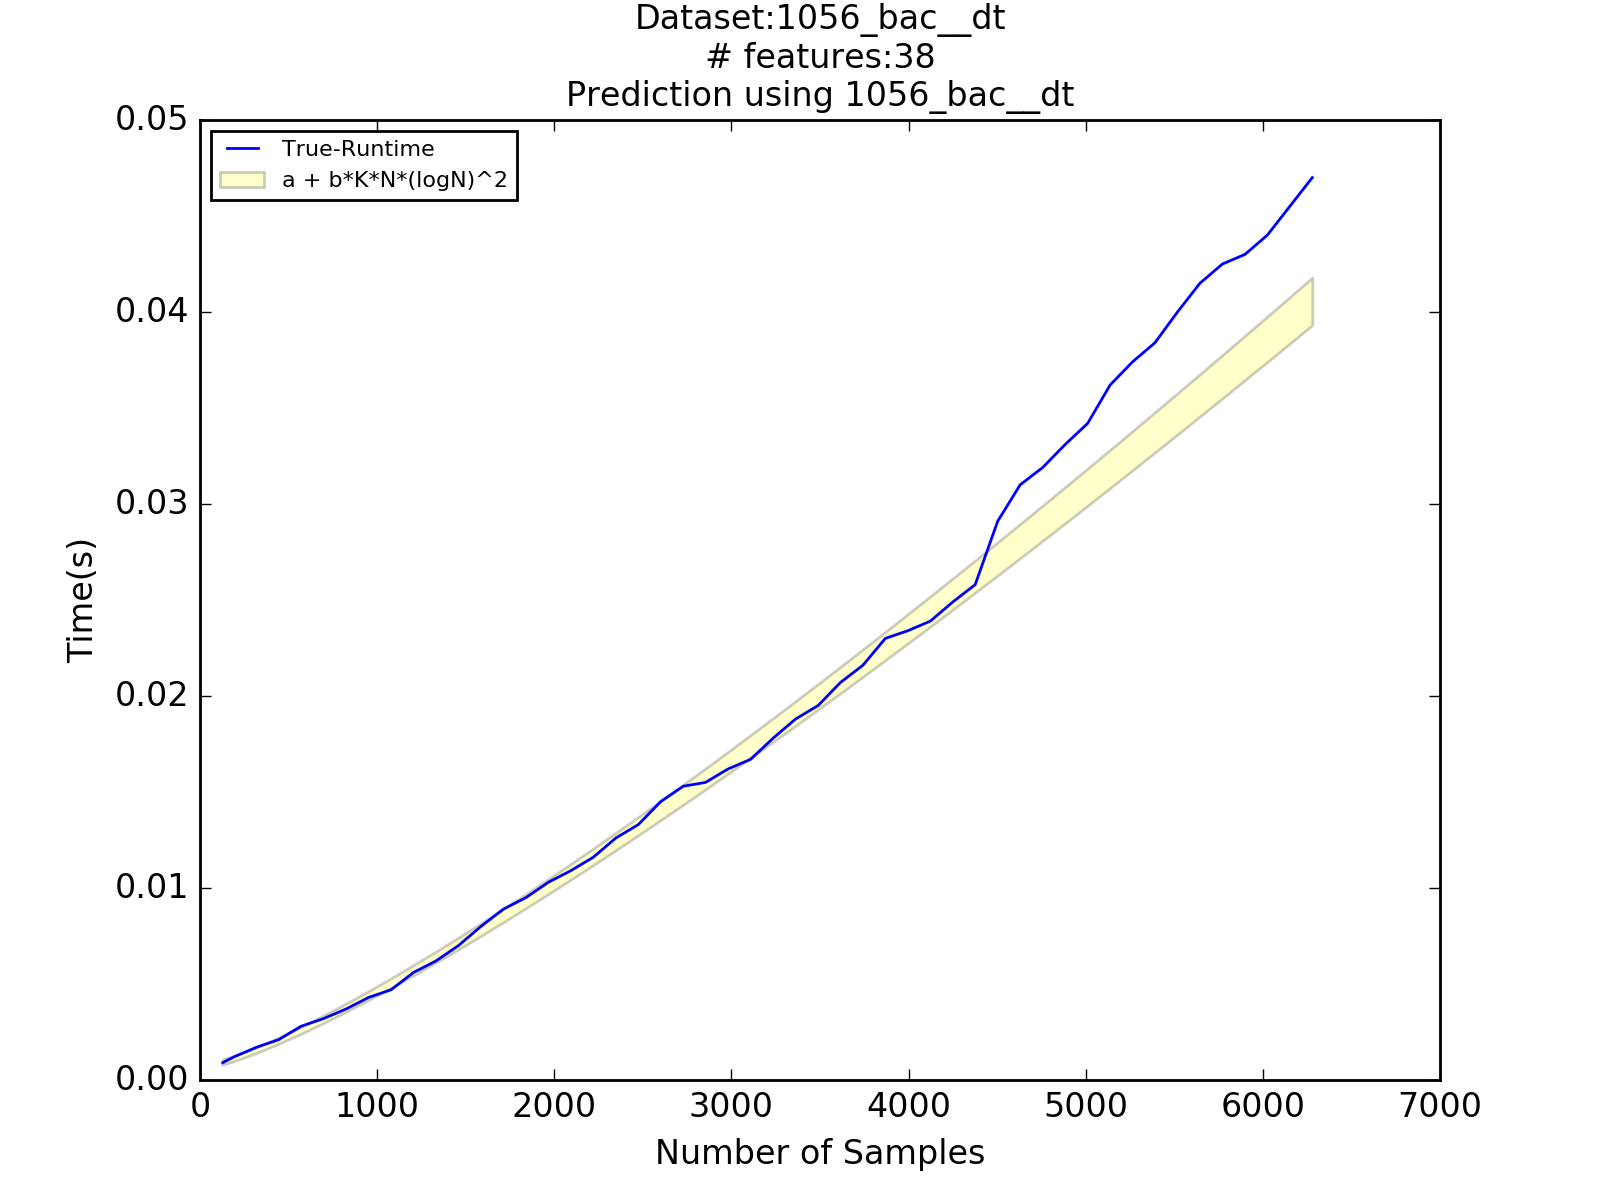 Dataset:1056_bac__dt
# features:38
Prediction using 1056_bac__dt
True-Runtime
a + b*K*N*(logN)^2
0.05
0.04
0.03
0.02
0.01
0.00
Time(s)
0 1000 2000 3000 4000 5000 6000 7000
Number of Samples